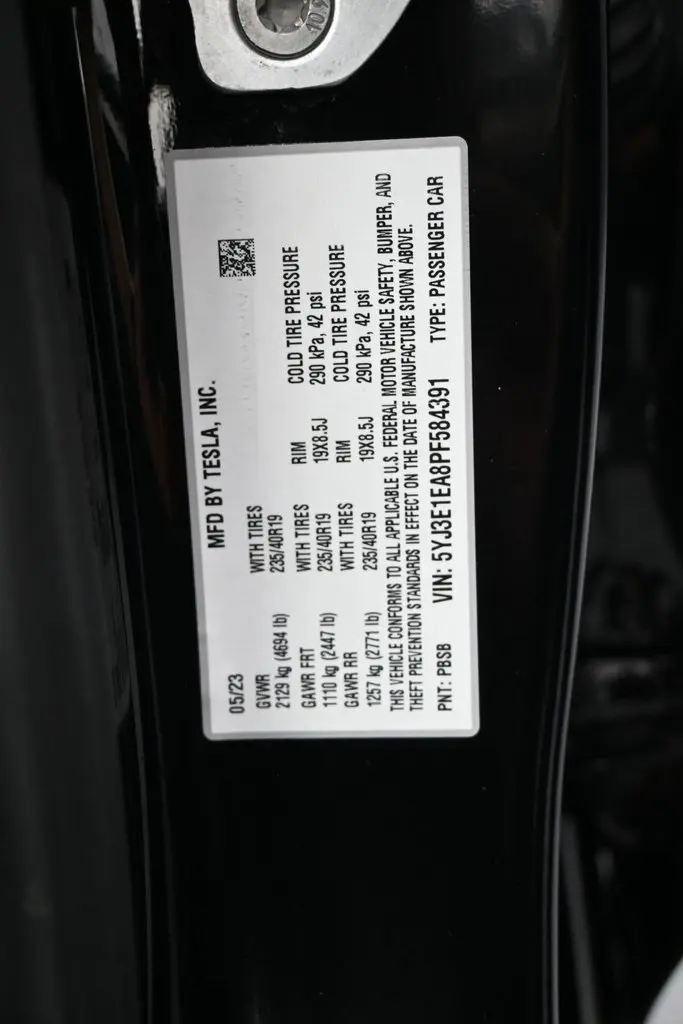 MFD BY TESLA, INC.
05/23
GVWR WITH TIRES
2129 kg (4694 lb) 235/40R19
GAWR FRT WITH TIRES RIM COLD TIRE PRESSURE
1110 kg (2447 lb) 235/40R19 19X8.5J 290 kPa, 42 psi
GAWR RR WITH TIRES RIM COLD TIRE PRESSURE
1257 kg (2771 lb) 235/40R19 19X8.5J 290 kPa, 42 psi
THIS VEHICLE CONFORMS TO ALL APPLICABLE U.S. FEDERAL MOTOR VEHICLE SAFETY, BUMPER, AND
THEFT PREVENTION STANDARDS IN EFFECT ON THE DATE OF MANUFACTURE SHOWN ABOVE.
PNT: PBSB VIN: 5YJ3E1EA8PF584391 TYPE: PASSENGER CAR